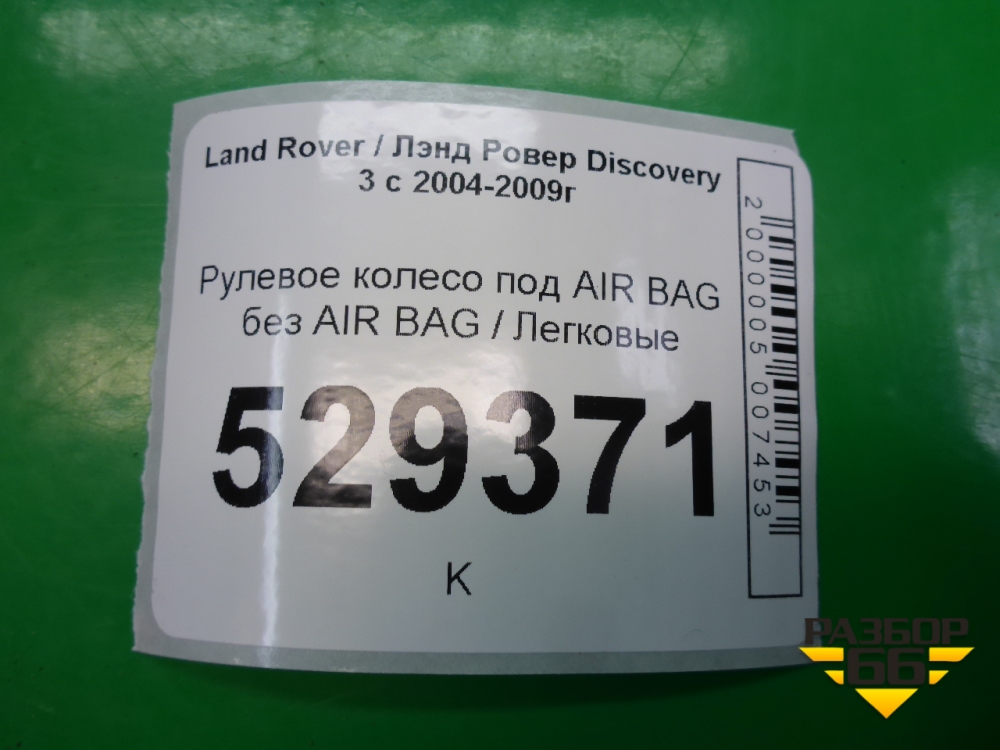 Land Rover / Лэнд Ровер Discovery
3 с 2004-2009г
Рулевое колесо под AIR BAG
без AIR BAG / Легковые
529371
К
2000005007453
РАЗБОР
66